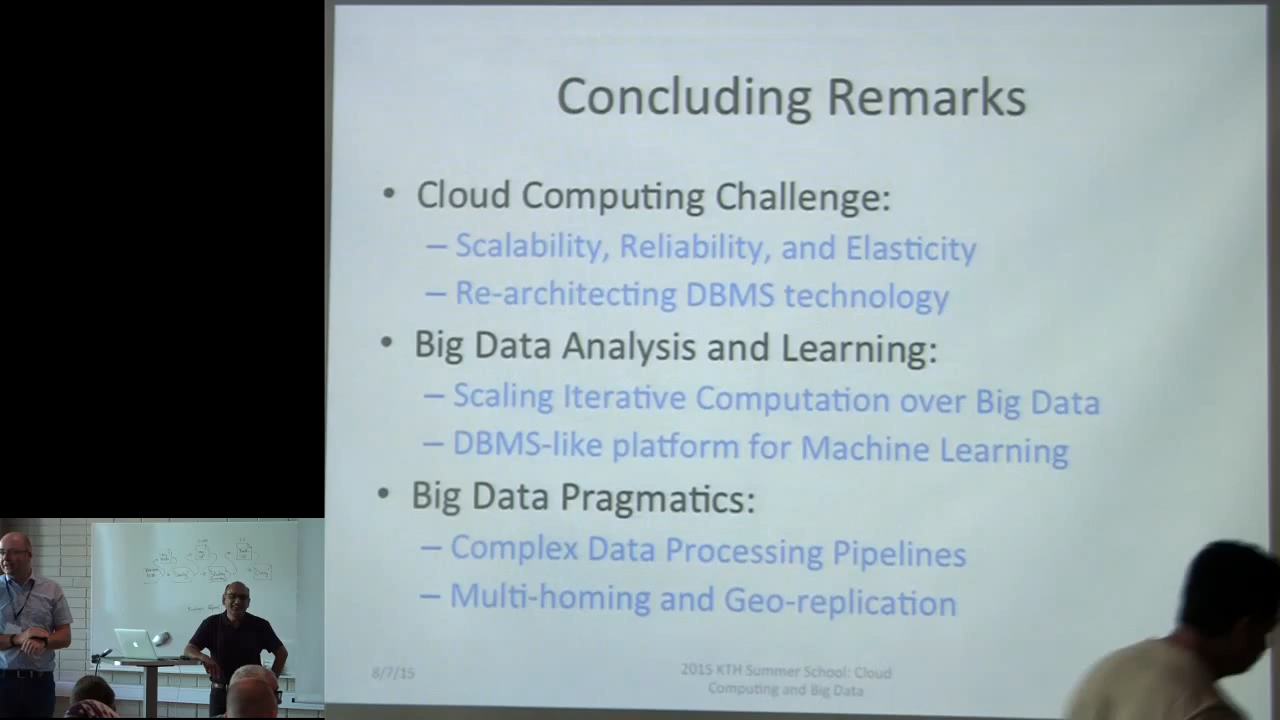 Concluding Remarks
• Cloud Computing Challenge:
– Scalability, Reliability, and Elasticity
– Re-architecting DBMS technology
• Big Data Analysis and Learning:
– Scaling Iterative Computation over Big Data
– DBMS-like platform for Machine Learning
• Big Data Pragmatics:
– Complex Data Processing Pipelines
– Multi-homing and Geo-replication
8/7/15
2015 KTH Summer School: Cloud
Computing and Big Data